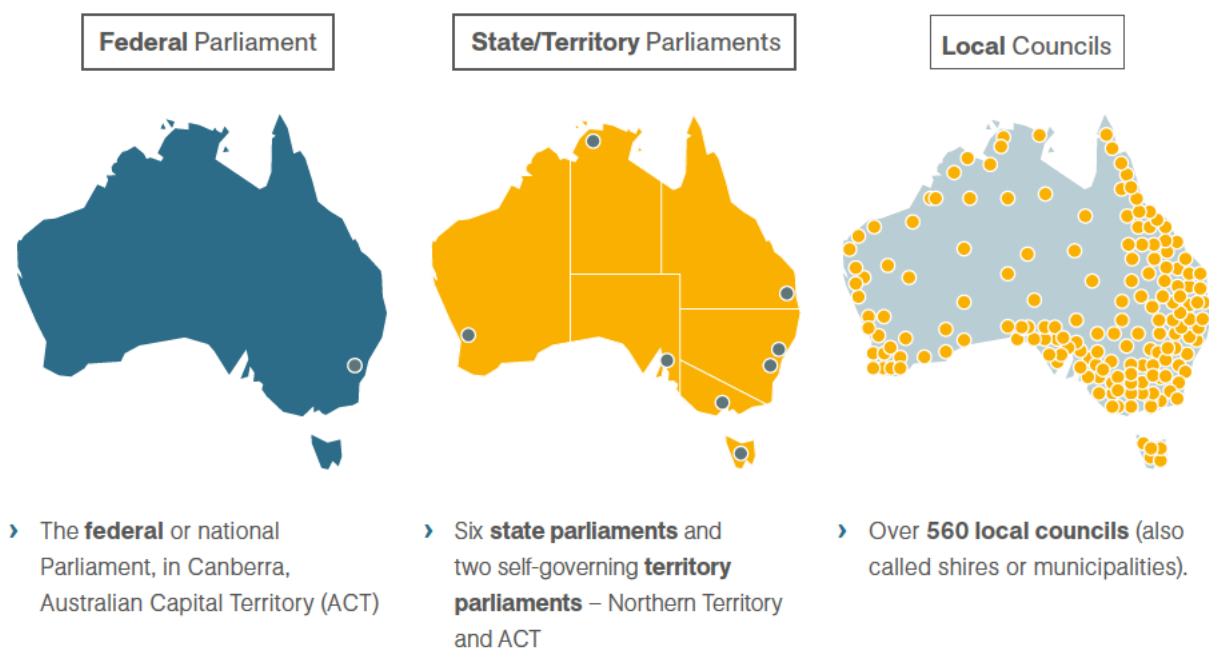 Federal Parliament
State/Territory Parliaments
Local Councils
› The federal or national
Parliament, in Canberra,
Australian Capital Territory (ACT)
› Six state parliaments and
two self-governing territory
parliaments – Northern Territory
and ACT
› Over 560 local councils (also
called shires or municipalities).